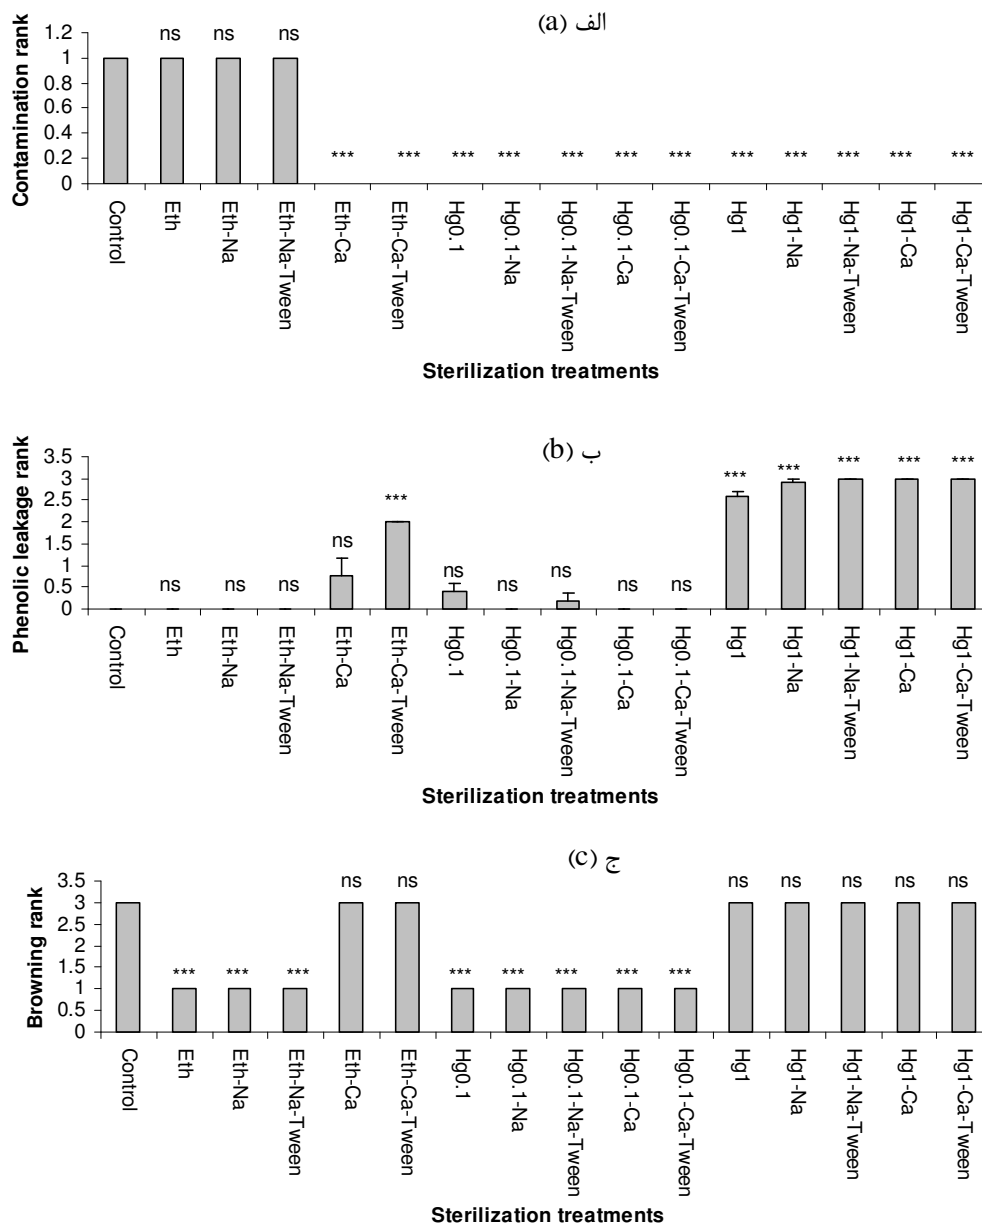 الف (a)
Contamination rank
1.2
1
0.8
0.6
0.4
0.2
0
ns ns ns *** *** *** *** *** *** *** *** *** *** *** ***
Control Eth Eth-Na Eth-Na-Tween Eth-Ca Eth-Ca-Tween Hg0.1 Hg0.1-Na Hg0.1-Na-Tween Hg0.1-Ca Hg0.1-Ca-Tween Hg1 Hg1-Na Hg1-Na-Tween Hg1-Ca Hg1-Ca-Tween
Sterilization treatments
ب (b)
Phenolic leakage rank
3.5
3
2.5
2
1.5
1
0.5
0
ns ns ns ns *** ns ns ns ns ns *** *** *** *** ***
Control Eth Eth-Na Eth-Na-Tween Eth-Ca Eth-Ca-Tween Hg0.1 Hg0.1-Na Hg0.1-Na-Tween Hg0.1-Ca Hg0.1-Ca-Tween Hg1 Hg1-Na Hg1-Na-Tween Hg1-Ca Hg1-Ca-Tween
Sterilization treatments
ج (c)
Browning rank
3.5
3
2.5
2
1.5
1
0.5
0
*** *** *** ns ns *** *** *** *** *** ns ns ns ns ns
Control Eth Eth-Na Eth-Na-Tween Eth-Ca Eth-Ca-Tween Hg0.1 Hg0.1-Na Hg0.1-Na-Tween Hg0.1-Ca Hg0.1-Ca-Tween Hg1 Hg1-Na Hg1-Na-Tween Hg1-Ca Hg1-Ca-Tween
Sterilization treatments